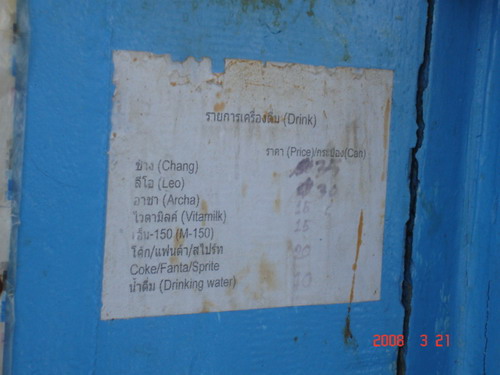 รายการเครื่องดื่ม (Drink)
ราคา (Price)/กระป๋อง(Can)
ช้าง (Chang)
ลีโอ (Leo)
อาชา (Archa)
ไวตามิลค์ (Vitamilk)
เอ็ม-150 (M-150)
โค้ก/แฟนต้า/สไปร์ท
Coke/Fanta/Sprite
น้ำดื่ม (Drinking water)
2008 3 21